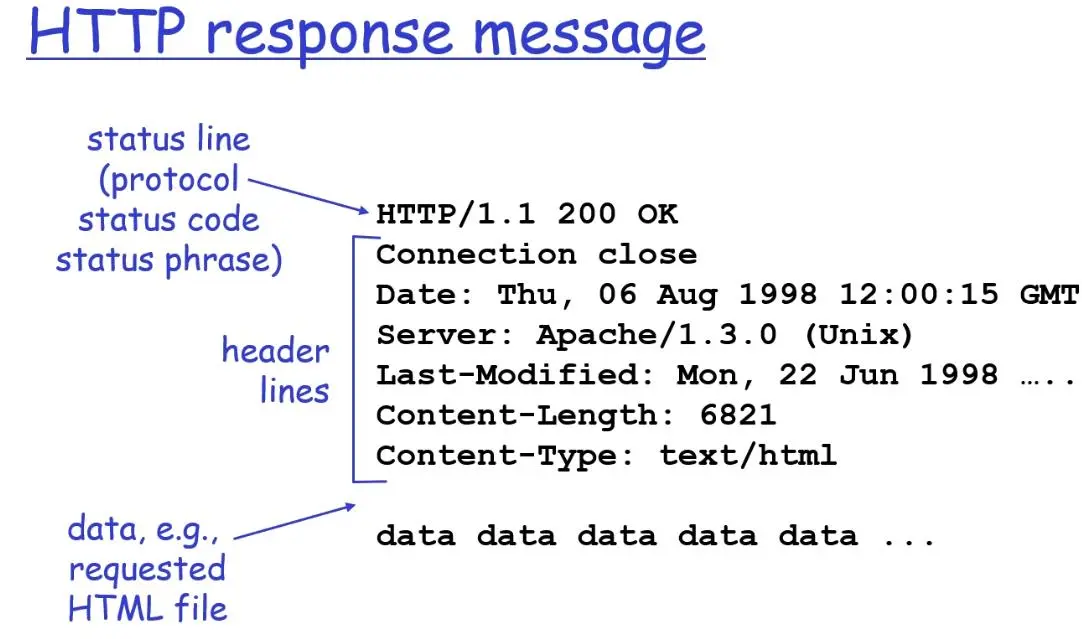 HTTP response message
status line
(protocol
status code
status phrase)
HTTP/1.1 200 OK
Connection close
Date: Thu, 06 Aug 1998 12:00:15 GMT
Server: Apache/1.3.0 (Unix)
Last-Modified: Mon, 22 Jun 1998 …..
Content-Length: 6821
Content-Type: text/html
header
lines
data data data data data ...
data, e.g.,
requested
HTML file